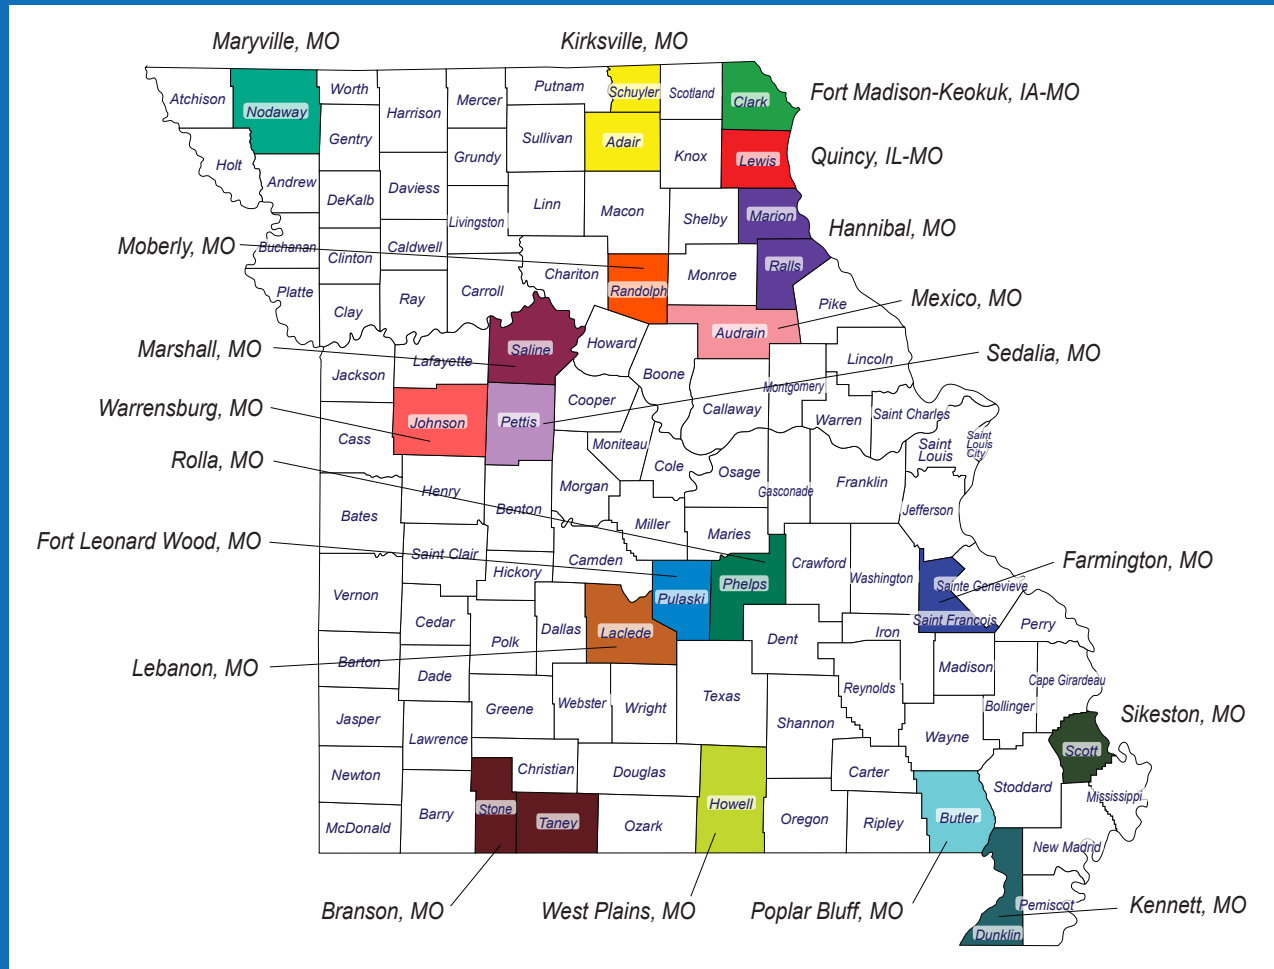 Maryville, MO
Kirksville, MO
Fort Madison-Keokuk, IA-MO
Quincy, IL-MO
Hannibal, MO
Moberly, MO
Mexico, MO
Marshall, MO
Sedalia, MO
Warrensburg, MO
Rolla, MO
Fort Leonard Wood, MO
Farmington, MO
Lebanon, MO
Sikeston, MO
Branson, MO
West Plains, MO
Poplar Bluff, MO
Kennett, MO
Atchison
Nodaway
Worth
Harrison
Mercer
Putnam
Schuyler
Scotland
Clark
Gentry
Sullivan
Adair
Knox
Lewis
Holt
Andrew
DeKalb
Daviess
Grundy
Livingston
Linn
Macon
Shelby
Marion
Buchanan
Clinton
Caldwell
Chariton
Randolph
Monroe
Ralls
Platte
Clay
Ray
Carroll
Saline
Howard
Audrain
Pike
Jackson
Lafayette
Boone
Montgomery
Lincoln
Cass
Johnson
Pettis
Cooper
Moniteau
Callaway
Warren
Saint Charles
Saint
Louis
Saint
Louis
City
Cole
Osage
Gasconade
Franklin
Jefferson
Bates
Henry
Benton
Morgan
Miller
Maries
Saint Clair
Hickory
Camden
Pulaski
Phelps
Crawford
Washington
Sainte Genevieve
Saint Francois
Perry
Vernon
Cedar
Polk
Dallas
Laclede
Dent
Iron
Madison
Barton
Dade
Greene
Webster
Wright
Texas
Reynolds
Bollinger
Cape Girardeau
Jasper
Lawrence
Shannon
Wayne
Scott
Newton
Christian
Douglas
Howell
Carter
Stoddard
Mississippi
McDonald
Barry
Stone
Taney
Ozark
Oregon
Ripley
Butler
New Madrid
Pemiscot
Dunklin